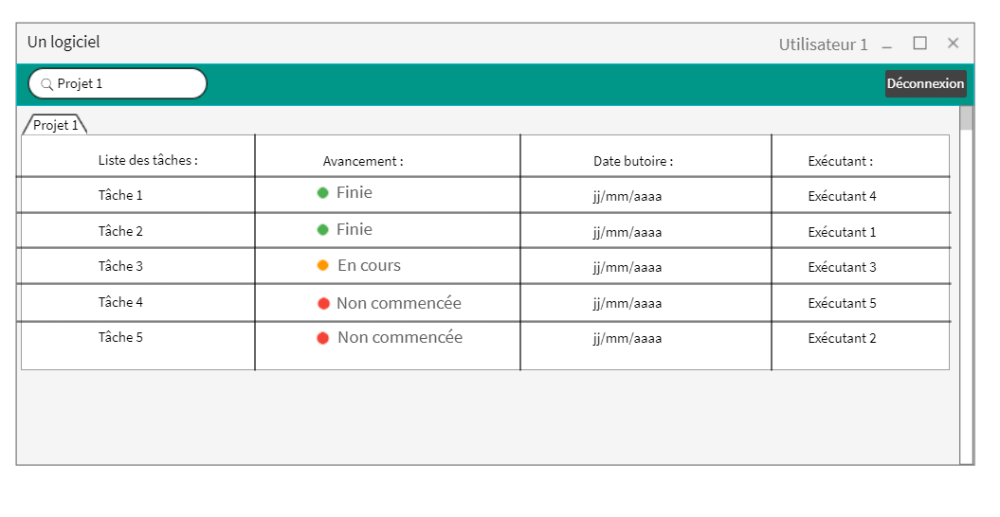 Un logiciel
Utilisateur 1
Projet 1
Déconnexion
Projet 1
Liste des tâches : Avancement : Date butoire : Exécutant :
Tâche 1 Finie jj/mm/aaaa Exécutant 4
Tâche 2 Finie jj/mm/aaaa Exécutant 1
Tâche 3 En cours jj/mm/aaaa Exécutant 3
Tâche 4 Non commencée jj/mm/aaaa Exécutant 5
Tâche 5 Non commencée jj/mm/aaaa Exécutant 2